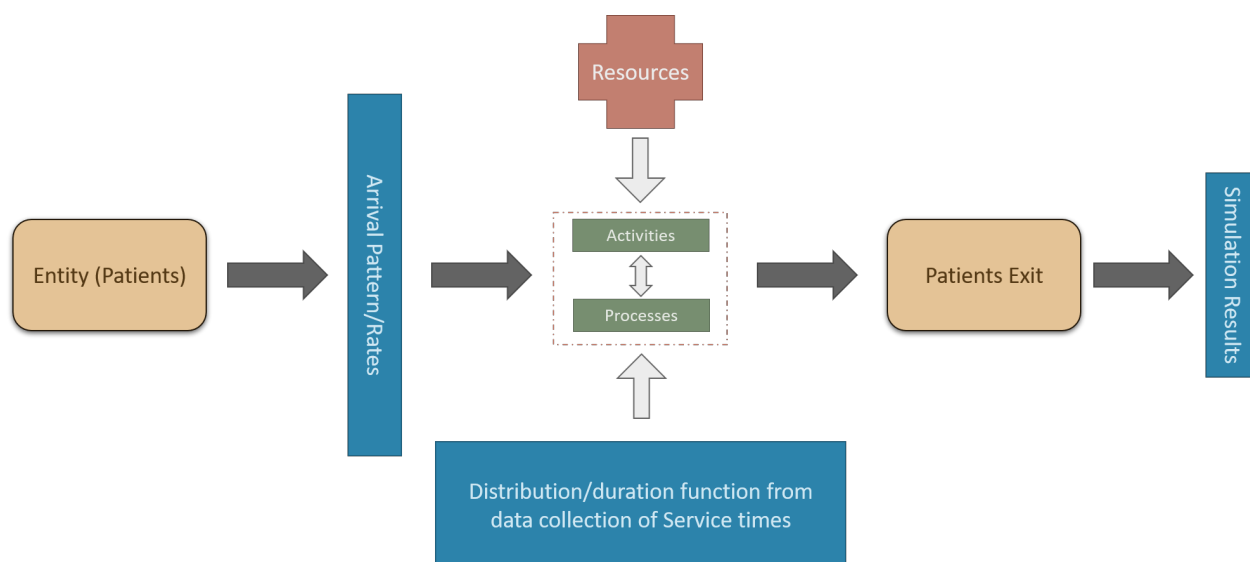 Resources
Arrival Pattern/Rates
Simulation Results
Activities
Entity (Patients)
Patients Exit
Processes
Distribution/duration function from
data collection of Service times